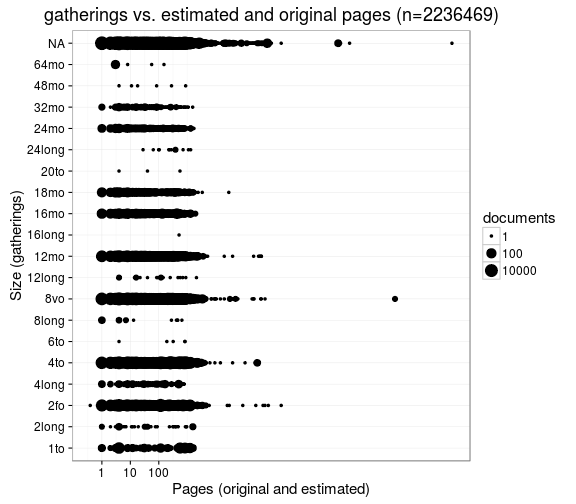 gatherings vs. estimated and original pages (n=2236469)
Size (gatherings)
NA
64mo
48mo
32mo
24mo
24long
20to
18mo
16mo
16long
12mo
12long
8vo
8long
6to
4to
4long
2fo
2long
1to
1 10 100
Pages (original and estimated)
documents
1
100
10000